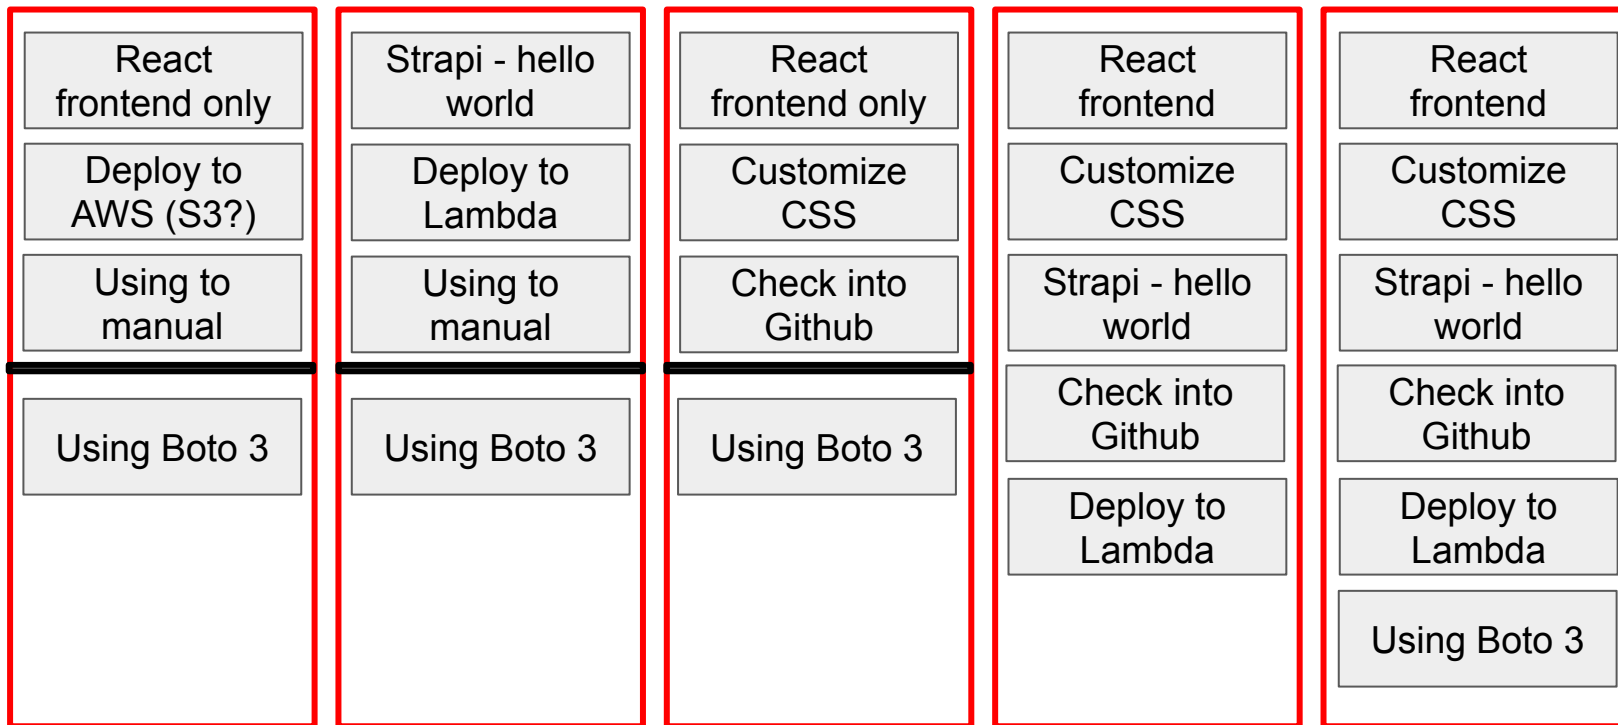 React
frontend only
Deploy to
AWS (S3?)
Using to
manual
Using Boto 3
Strapi - hello
world
Deploy to
Lambda
Using to
manual
Using Boto 3
React
frontend only
Customize
CSS
Check into
Github
Using Boto 3
React
frontend
Customize
CSS
Strapi - hello
world
Check into
Github
Deploy to
Lambda
React
frontend
Customize
CSS
Strapi - hello
world
Check into
Github
Deploy to
Lambda
Using Boto 3